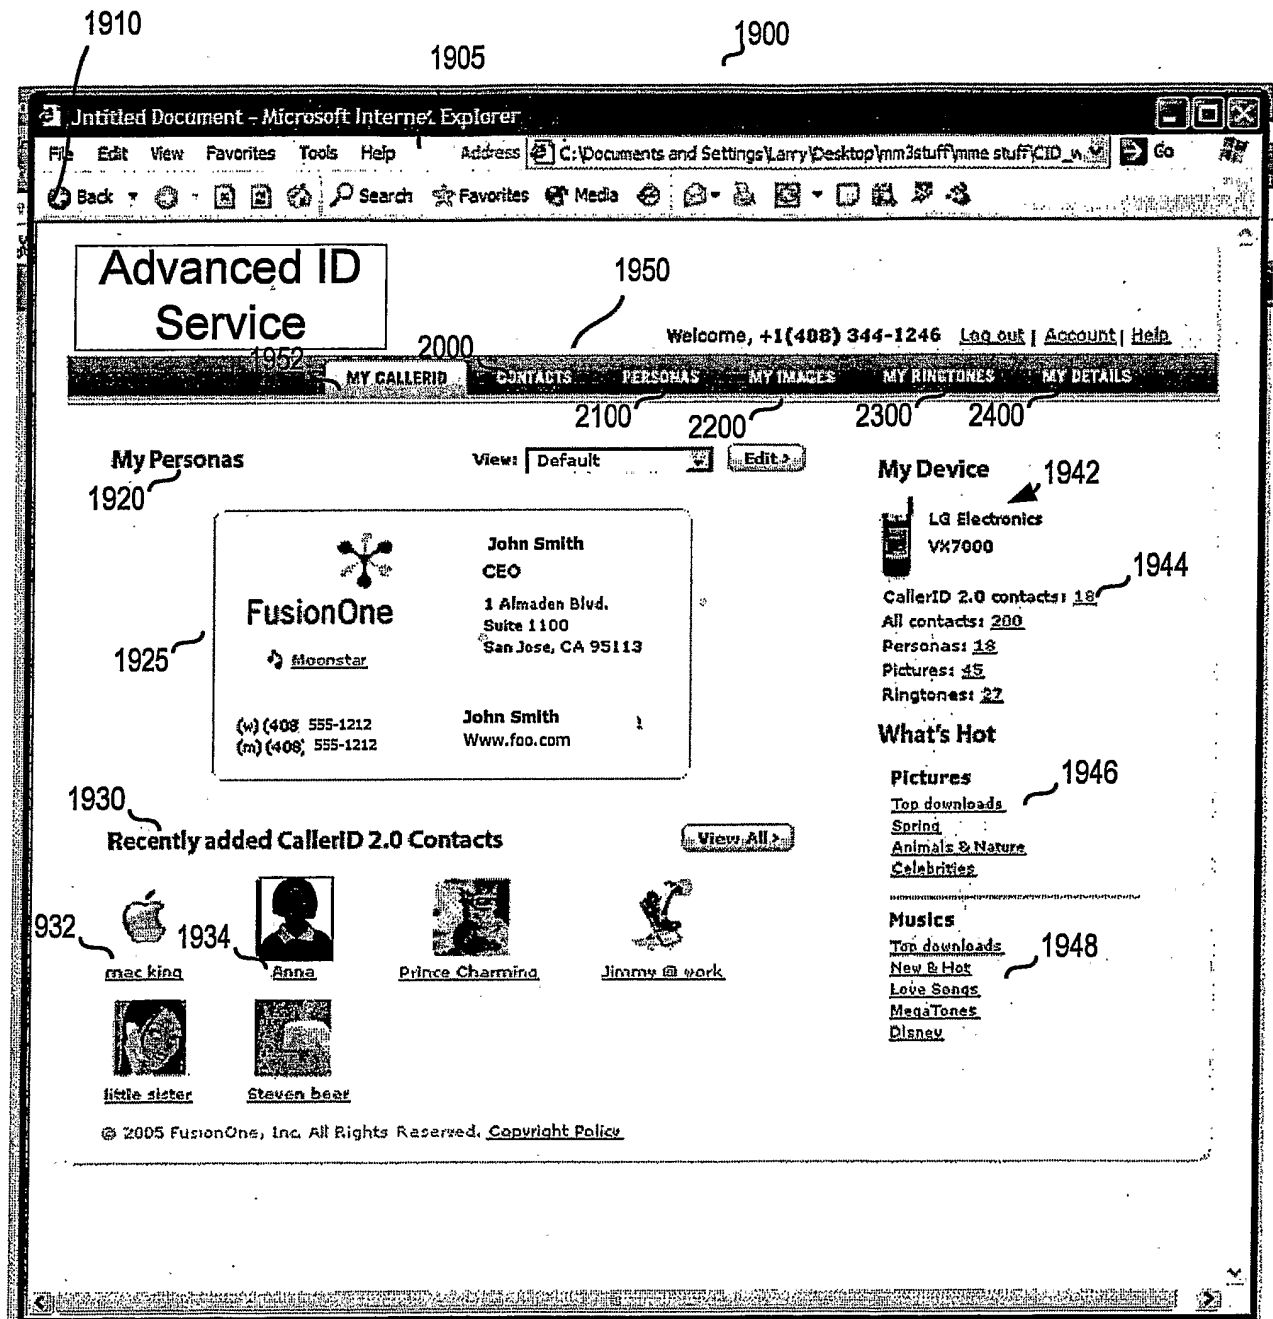 1910
1905
1900
Jntitled Document - Microsoft Internet Explorer
File Edit View Favorites Tools Help Address C:\Documents and Settings\Larry\Desktop\mm3stuff\mme stuff\CID_w Go
Back Search Favorites Media
Advanced ID
Service
1950
Welcome, +1(408) 344-1246 Log out | Account | Help
1952
2000
MY CALLERID CONTACTS PERSONAS MY IMAGES MY RINGTONES MY DETAILS
2100 2200 2300 2400
My Personas
View: Default Edit >
1920
My Device
1942
LG Electronics
VX7000
1944
CallerID 2.0 contacts: 18
All contacts: 200
Personas: 18
Pictures: 45
Ringtones: 27
John Smith
CEO
FusionOne
1 Almaden Blvd.
Suite 1100
San Jose, CA 95113
1925
Moonstar
(w) (408) 555-1212
(m) (408) 555-1212
John Smith
Www.foo.com
What's Hot
Pictures
1946
Top downloads
Spring
Animals & Nature
Celebrities
Musics
1948
Top downloads
New & Hot
Love Songs
MegaTones
Disney
1930
Recently added CallerID 2.0 Contacts
View All >
1932
1934
mac king Anna Prince Charming Jimmy @ work
little sister Steven bear
© 2005 FusionOne, Inc. All Rights Reserved. Copyright Policy